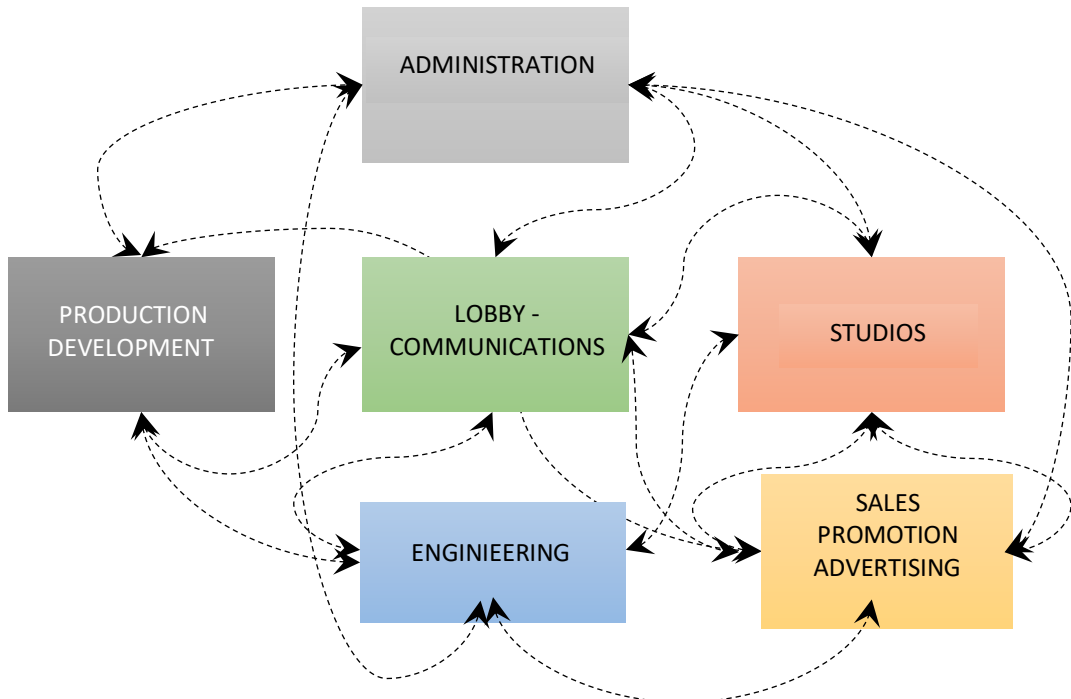 ADMINISTRATION
PRODUCTION
DEVELOPMENT
LOBBY -
COMMUNICATIONS
STUDIOS
ENGINIEERING
SALES
PROMOTION
ADVERTISING